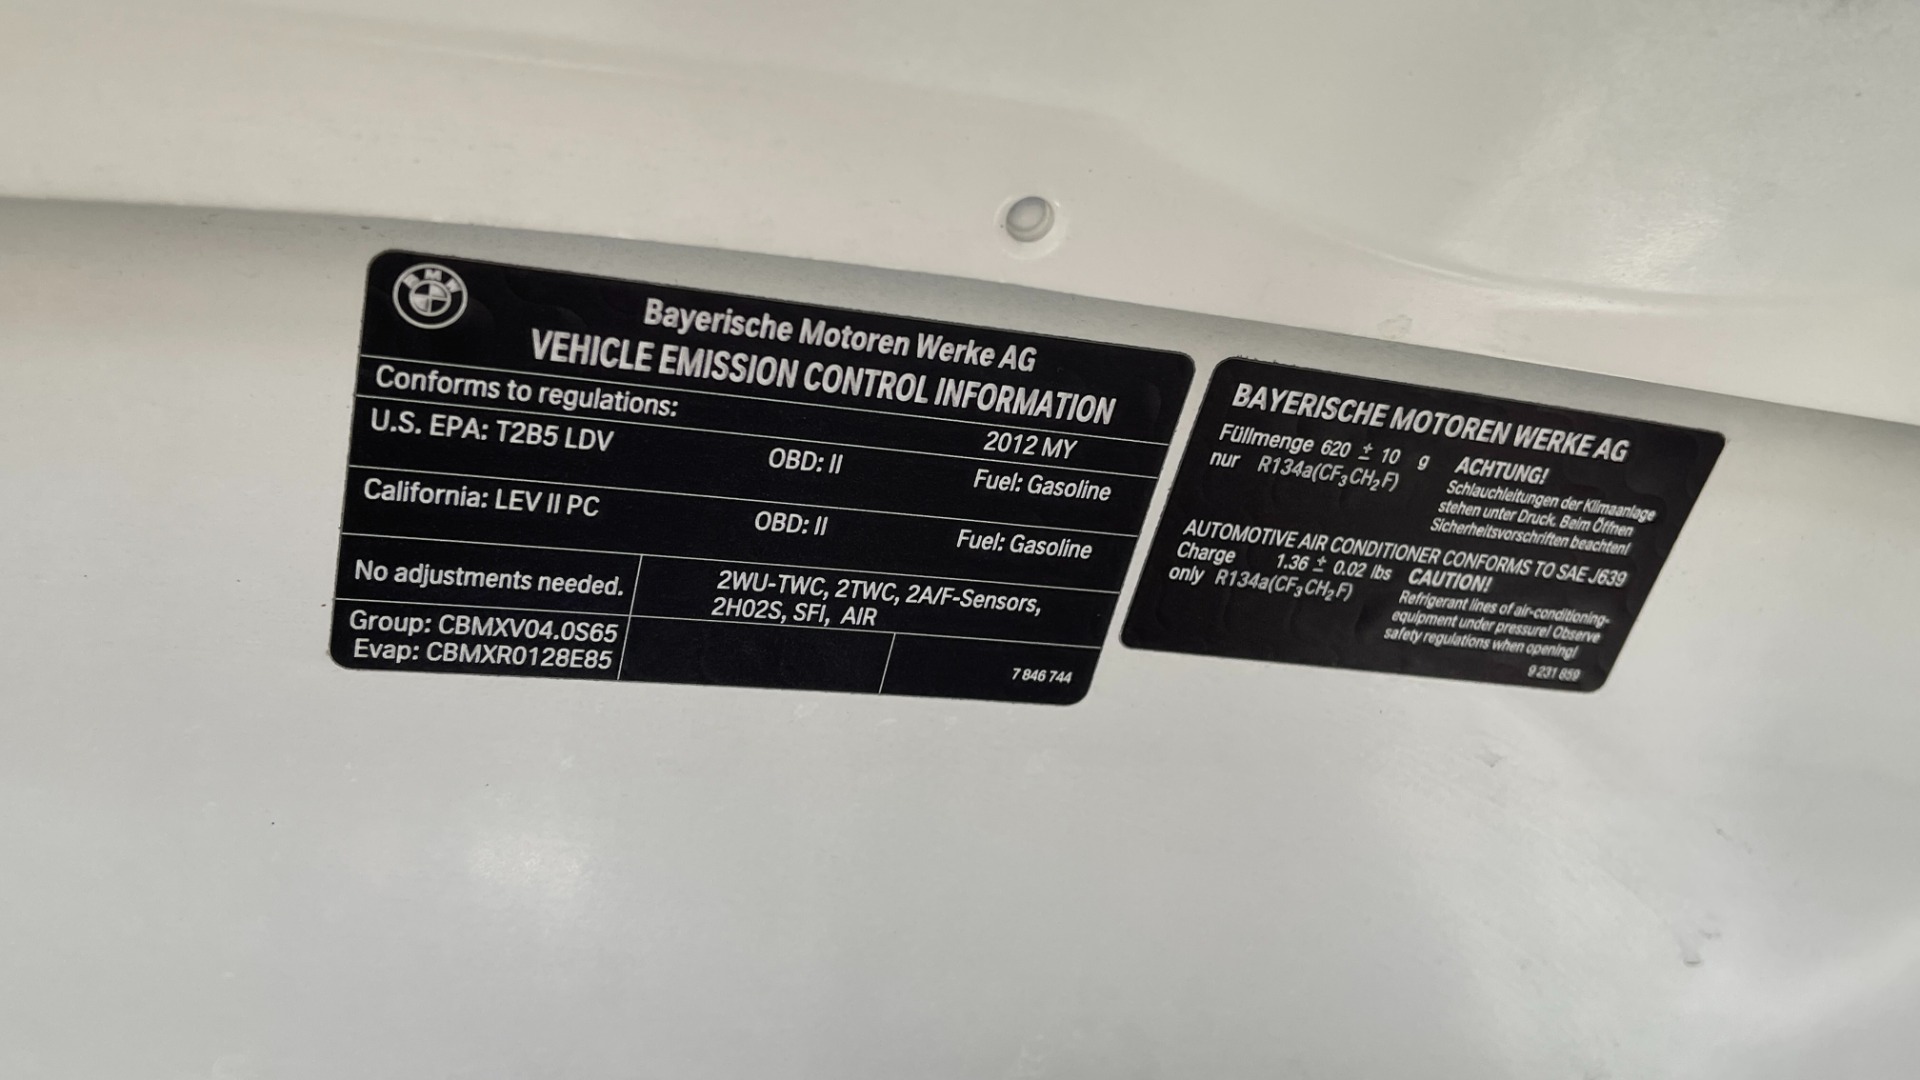 BMW
Bayerische Motoren Werke AG
VEHICLE EMISSION CONTROL INFORMATION
Conforms to regulations:
2012 MY
U.S. EPA: T2B5 LDV
OBD: II
Fuel: Gasoline
California: LEV II PC
OBD: II
Fuel: Gasoline
No adjustments needed.
2WU-TWC, 2TWC, 2A/F-Sensors,
2H02S, SFI, AIR
Group: CBMXV04.0S65
Evap: CBMXR0128E85
7 846 744
BAYERISCHE MOTOREN WERKE AG
Füllmenge 620 ± 10 g
nur R134a(CF₃CH₂F)
ACHTUNG!
Schlauchleitungen der Klimaanlage
stehen unter Druck. Beim Öffnen
Sicherheitsvorschriften beachten!
AUTOMOTIVE AIR CONDITIONER CONFORMS TO SAE J639
Charge 1.36 ± 0.02 lbs
only R134a(CF₃CH₂F)
CAUTION!
Refrigerant lines of air-conditioning-
equipment under pressure! Observe
safety regulations when opening!
9 231 859